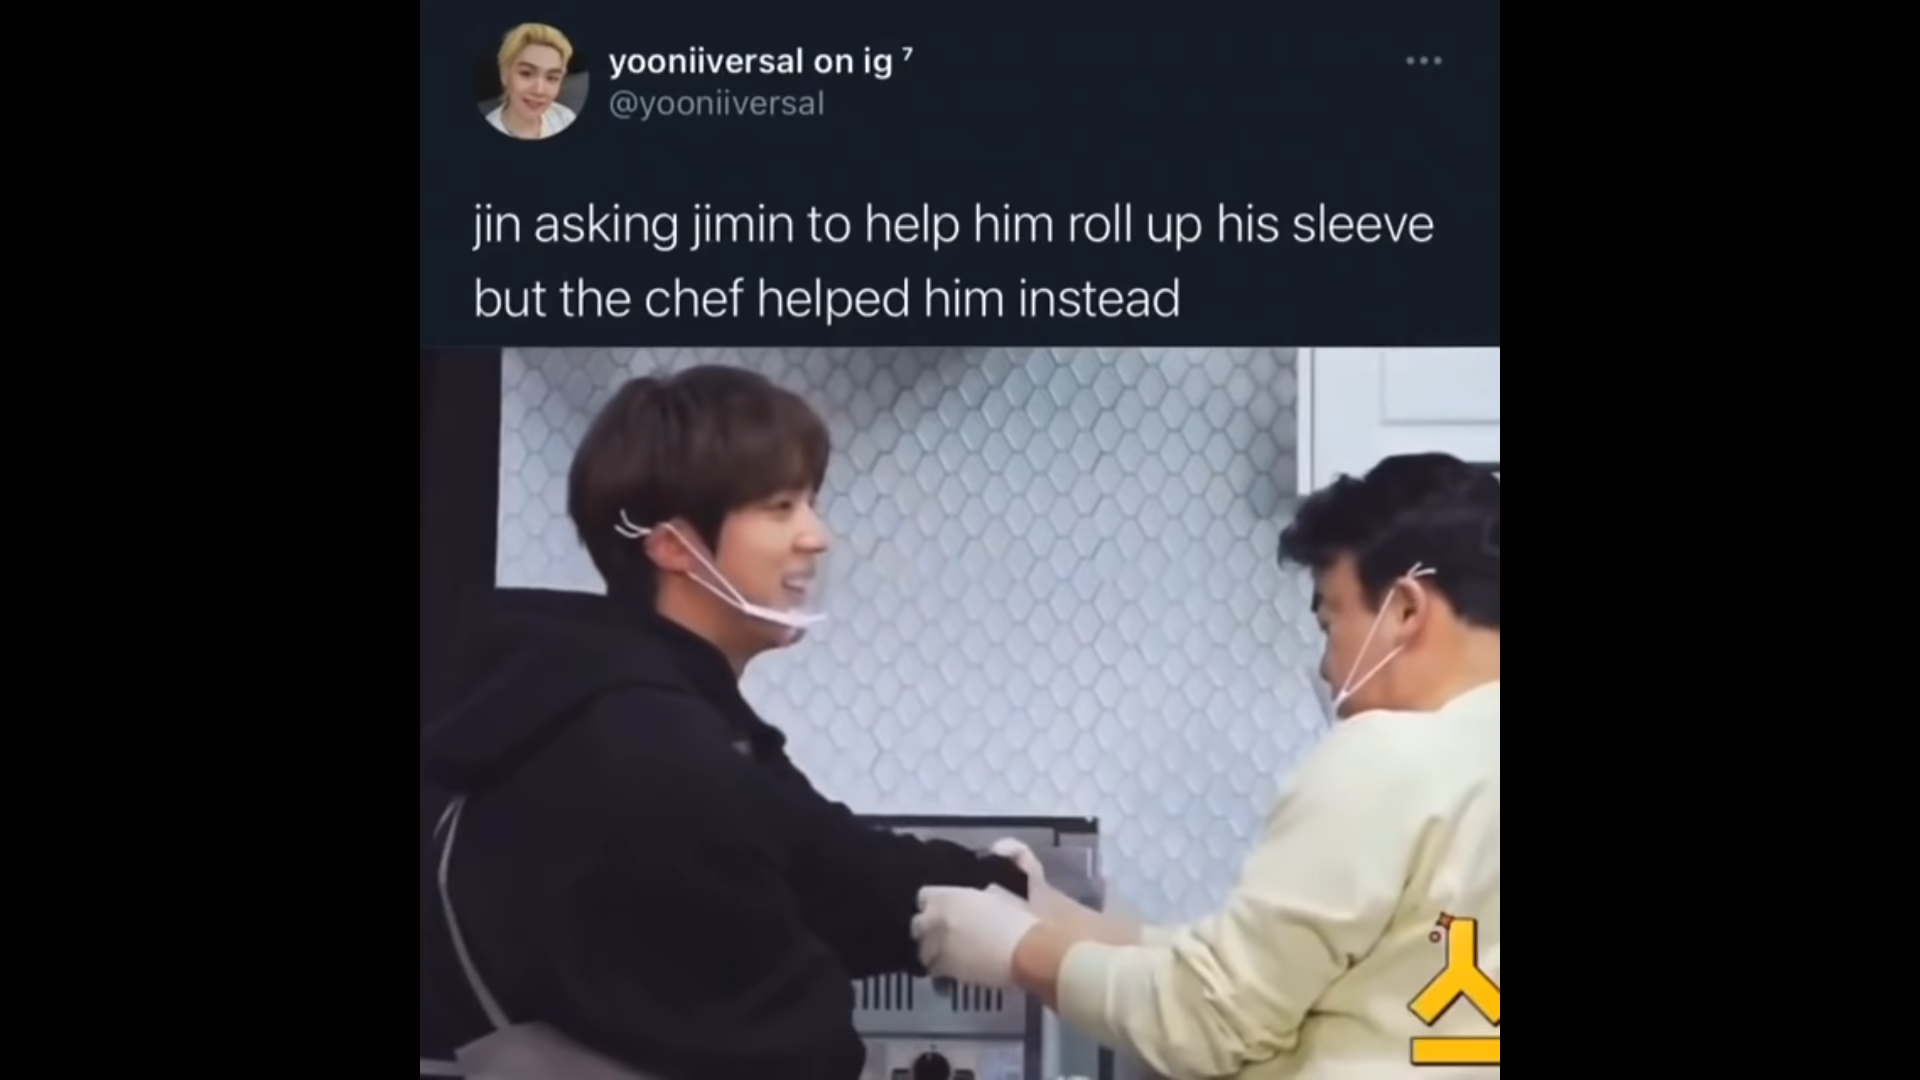 yooniiversal on ig ⁷
@yooniiversal
jin asking jimin to help him roll up his sleeve
but the chef helped him instead
스